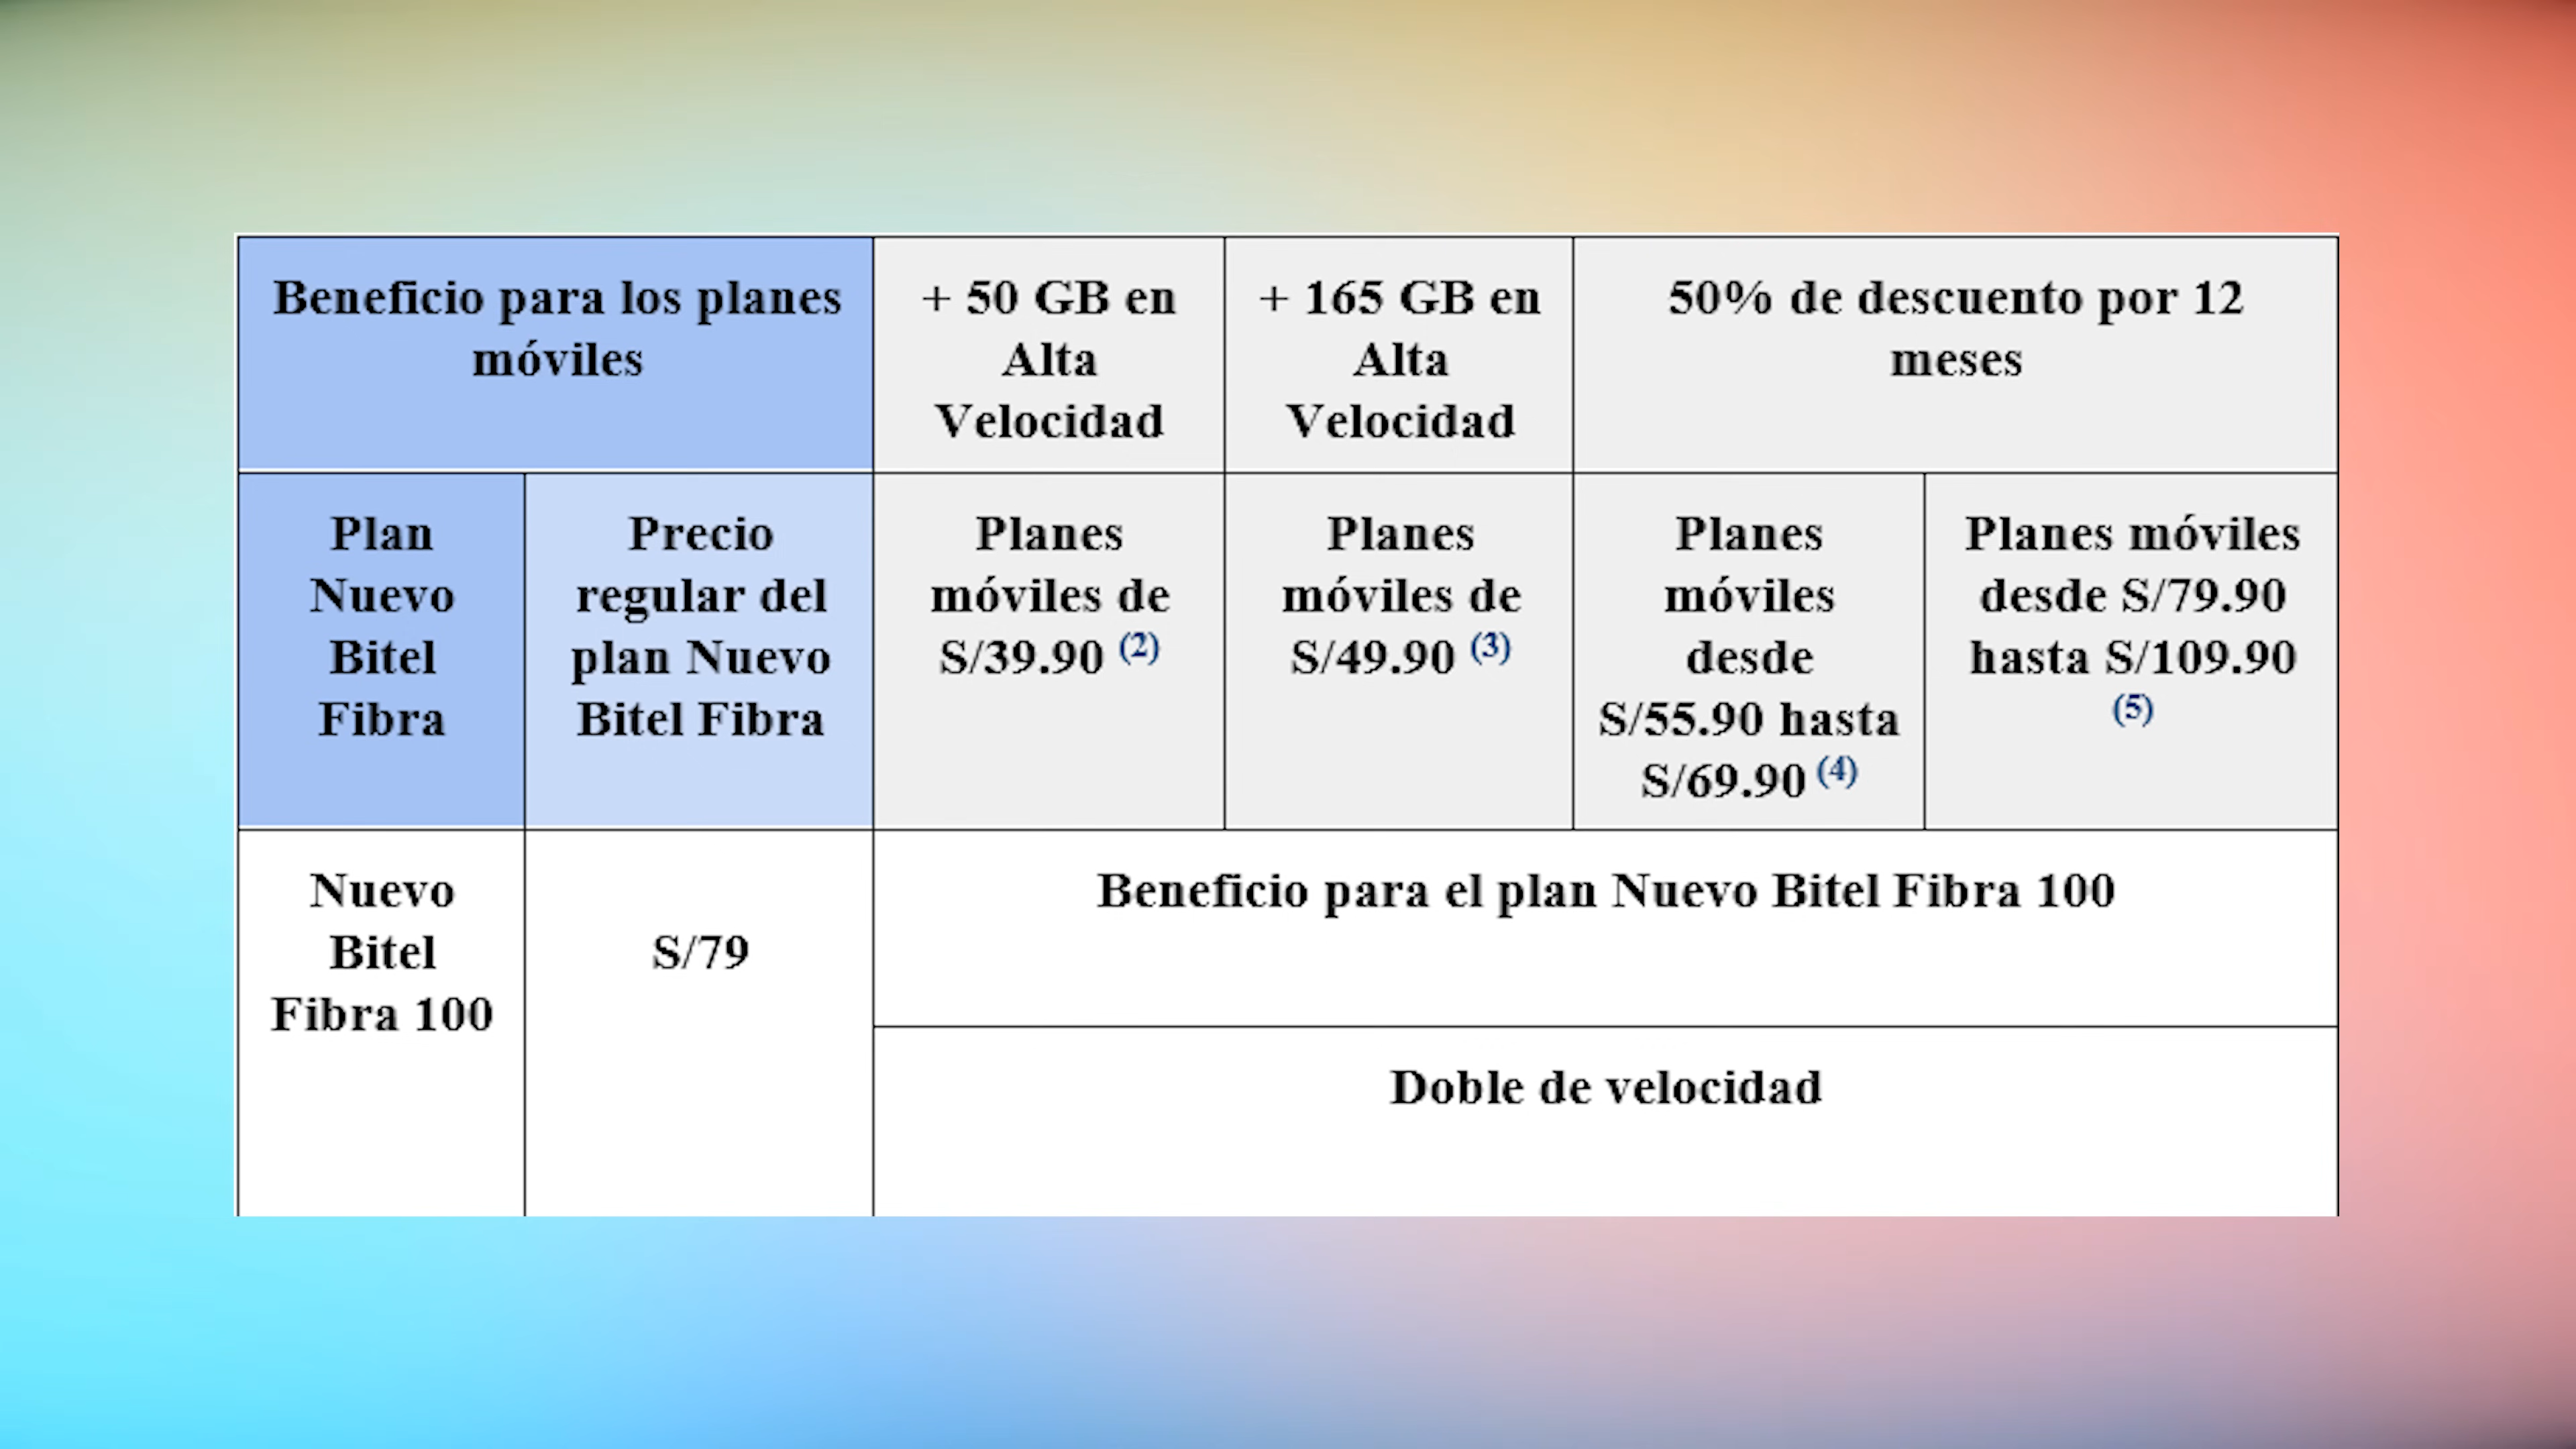 Beneficio para los planes
móviles
+ 50 GB en
Alta
Velocidad
+ 165 GB en
Alta
Velocidad
50% de descuento por 12
meses
Plan
Nuevo
Bitel
Fibra
Precio
regular del
plan Nuevo
Bitel Fibra
Planes
móviles de
S/39.90 (2)
Planes
móviles de
S/49.90 (3)
Planes
móviles
desde
S/55.90 hasta
S/69.90 (4)
Planes móviles
desde S/79.90
hasta S/109.90
(5)
Nuevo
Bitel
Fibra 100
S/79
Beneficio para el plan Nuevo Bitel Fibra 100
Doble de velocidad